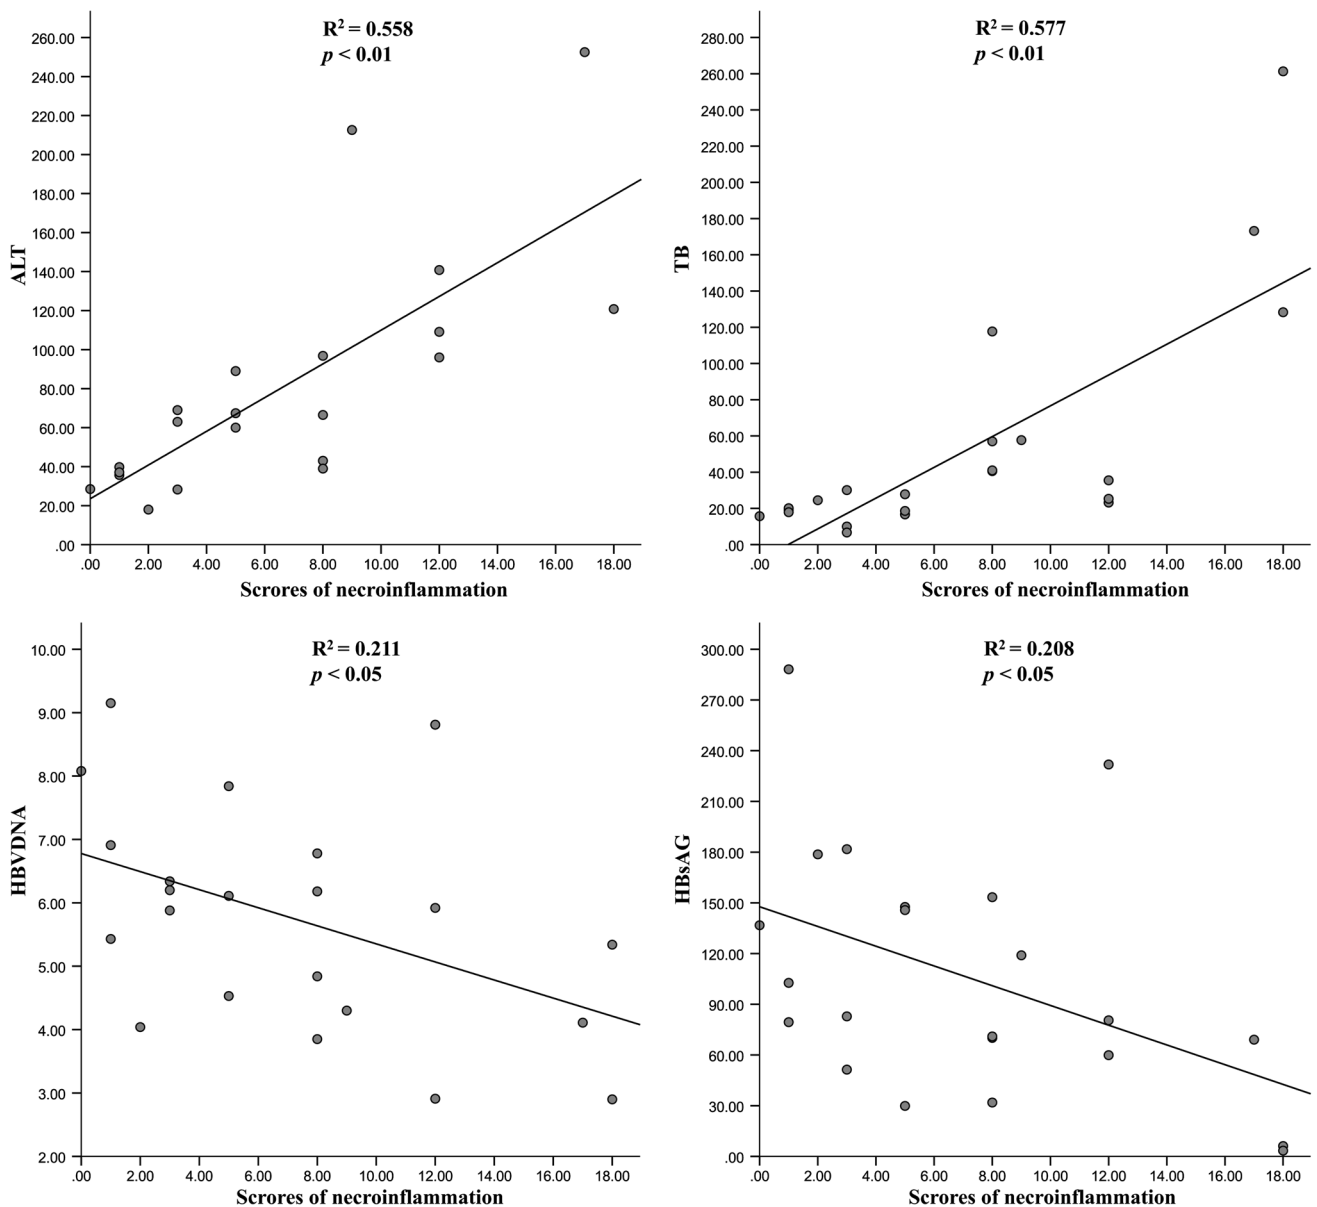 R² = 0.558
p < 0.01
260.00
240.00
220.00
200.00
180.00
160.00
140.00
120.00
100.00
80.00
60.00
40.00
20.00
.00
ALT
.00 2.00 4.00 6.00 8.00 10.00 12.00 14.00 16.00 18.00
Scrores of necroinflammation
R² = 0.577
p < 0.01
280.00
260.00
240.00
220.00
200.00
180.00
160.00
140.00
120.00
100.00
80.00
60.00
40.00
20.00
.00
TB
.00 2.00 4.00 6.00 8.00 10.00 12.00 14.00 16.00 18.00
Scrores of necroinflammation
R² = 0.211
p < 0.05
10.00
9.00
8.00
7.00
6.00
5.00
4.00
3.00
2.00
HBVDNA
.00 2.00 4.00 6.00 8.00 10.00 12.00 14.00 16.00 18.00
Scrores of necroinflammation
R² = 0.208
p < 0.05
300.00
270.00
240.00
210.00
180.00
150.00
120.00
90.00
60.00
30.00
.00
HBsAG
.00 2.00 4.00 6.00 8.00 10.00 12.00 14.00 16.00 18.00
Scrores of necroinflammation